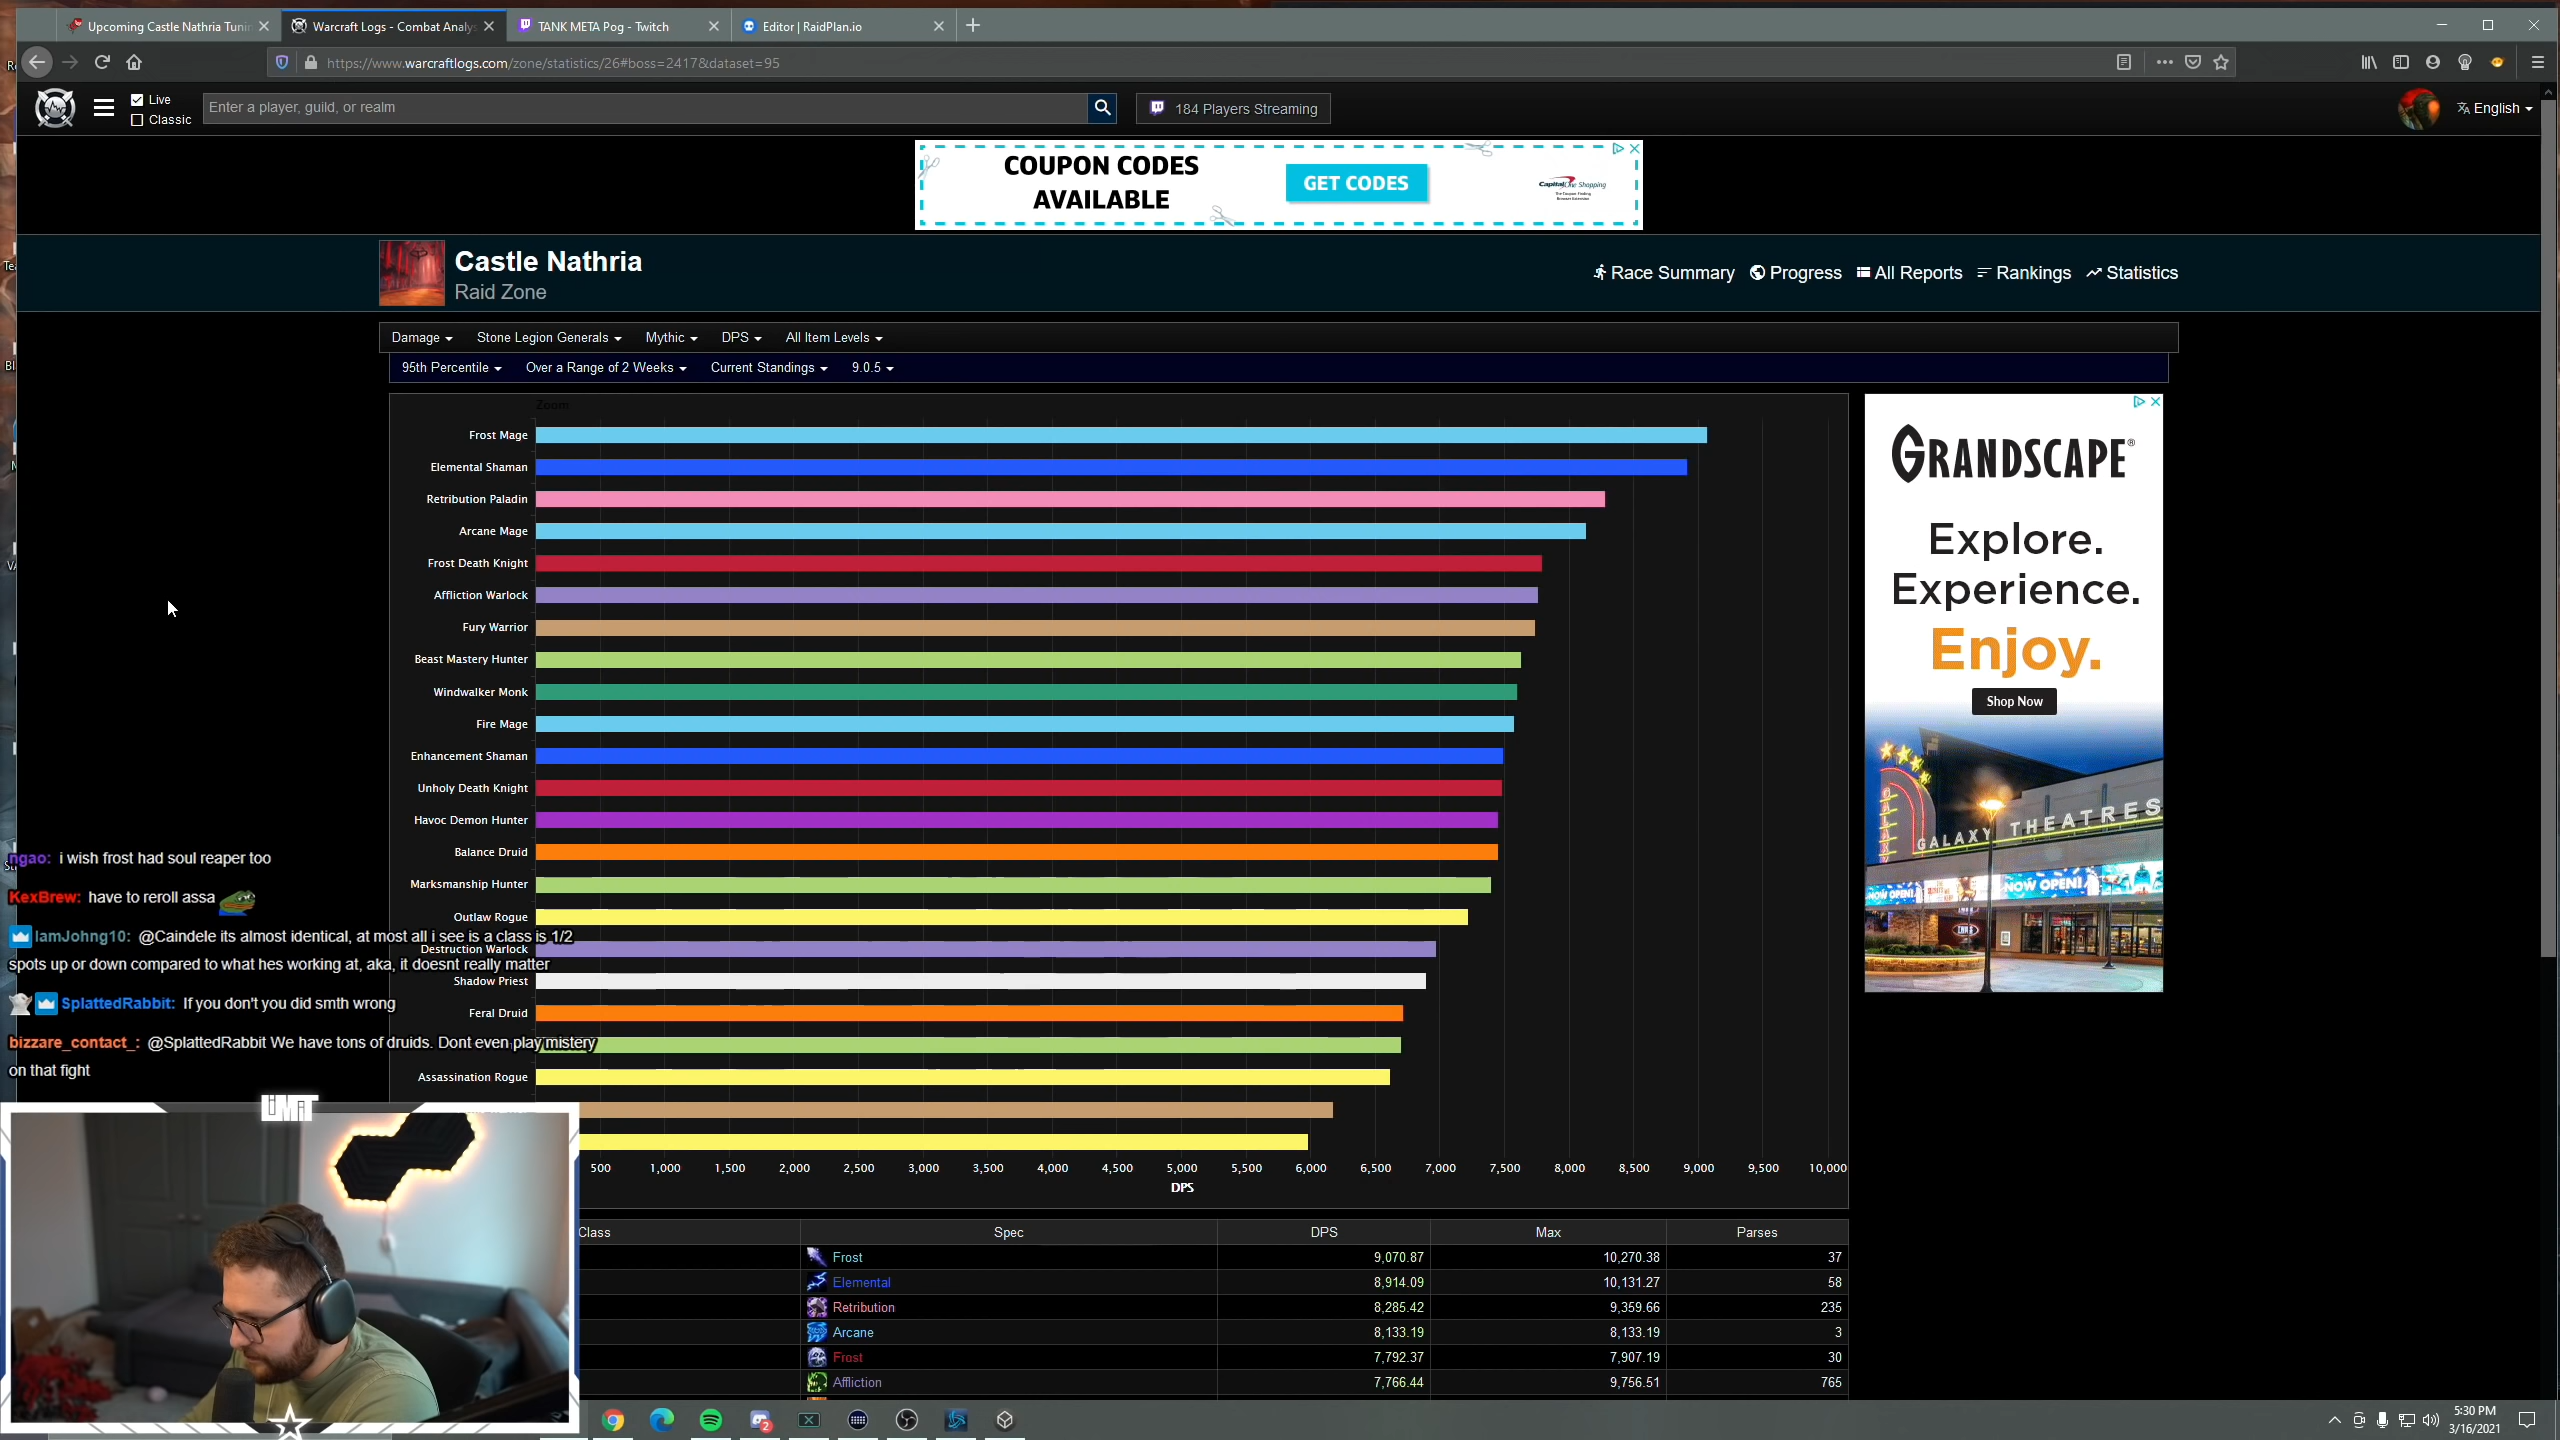 Upcoming Castle Nathria Tunin
Warcraft Logs - Combat Analys
TANK META Pog - Twitch
Editor | RaidPlan.io
https://www.warcraftlogs.com/zone/statistics/26#boss=2417&dataset=95
Live
Classic
Enter a player, guild, or realm
184 Players Streaming
English
COUPON CODES
AVAILABLE
GET CODES
Capital One Shopping
Castle Nathria
Raid Zone
Race Summary
Progress
All Reports
Rankings
Statistics
Damage
Stone Legion Generals
Mythic
DPS
All Item Levels
95th Percentile
Over a Range of 2 Weeks
Current Standings
9.0.5
Zoom
Frost Mage
Elemental Shaman
Retribution Paladin
Arcane Mage
Frost Death Knight
Affliction Warlock
Fury Warrior
Beast Mastery Hunter
Windwalker Monk
Fire Mage
Enhancement Shaman
Unholy Death Knight
Havoc Demon Hunter
Balance Druid
Marksmanship Hunter
Outlaw Rogue
Destruction Warlock
Shadow Priest
Feral Druid
Assassination Rogue
500 1,000 1,500 2,000 2,500 3,000 3,500 4,000 4,500 5,000 5,500 6,000 6,500 7,000 7,500 8,000 8,500 9,000 9,500 10,000
DPS
Class Spec DPS Max Parses
Frost 9,070.87 10,270.38 37
Elemental 8,914.09 10,131.27 58
Retribution 8,285.42 9,359.66 235
Arcane 8,133.19 8,133.19 3
Frost 7,792.37 7,907.19 30
Affliction 7,766.44 9,756.51 765
GRANDSCAPE®
Explore.
Experience.
Enjoy.
Shop Now
GALAXY THEATRES
NOW OPEN!
NOW OPEN!
ngao: i wish frost had soul reaper too
KexBrew: have to reroll assa
IamJohng10: @Caindele its almost identical, at most all i see is a class is 1/2
spots up or down compared to what hes working at, aka, it doesnt really matter
SplattedRabbit: If you don't you did smth wrong
bizzare_contact_: @SplattedRabbit We have tons of druids. Dont even play mistery
on that fight
LIMIT
2
5:30 PM
3/16/2021